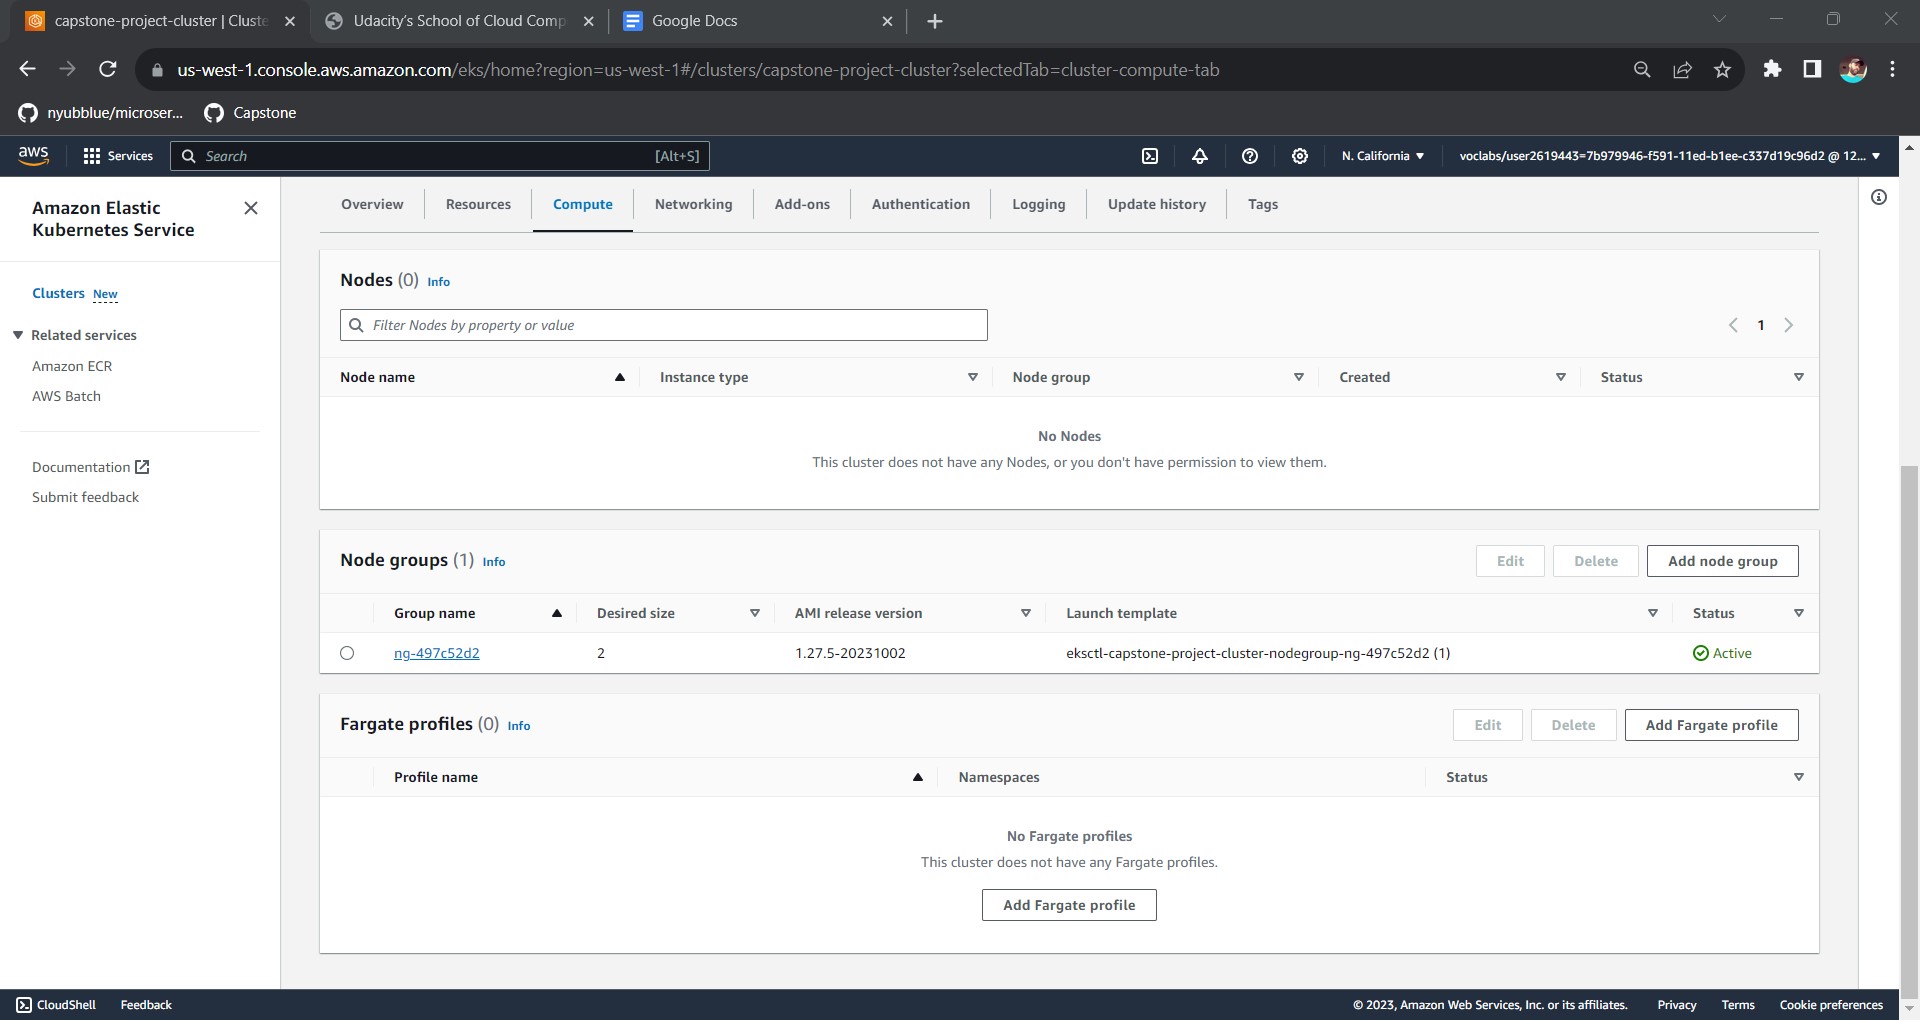 capstone-project-cluster | Cluste
Udacity's School of Cloud Comp
Google Docs
us-west-1.console.aws.amazon.com/eks/home?region=us-west-1#/clusters/capstone-project-cluster?selectedTab=cluster-compute-tab
nyubblue/microser...
Capstone
aws
Services
Search
[Alt+S]
N. California
voclabs/user2619443=7b979946-f591-11ed-b1ee-c337d19c96d2 @ 12...
Amazon Elastic
Kubernetes Service
Clusters New
Related services
Amazon ECR
AWS Batch
Documentation
Submit feedback
Overview
Resources
Compute
Networking
Add-ons
Authentication
Logging
Update history
Tags
Nodes (0) Info
Filter Nodes by property or value
1
Node name
Instance type
Node group
Created
Status
No Nodes
This cluster does not have any Nodes, or you don't have permission to view them.
Node groups (1) Info
Edit
Delete
Add node group
Group name
Desired size
AMI release version
Launch template
Status
ng-497c52d2
2
1.27.5-20231002
eksctl-capstone-project-cluster-nodegroup-ng-497c52d2 (1)
Active
Fargate profiles (0) Info
Edit
Delete
Add Fargate profile
Profile name
Namespaces
Status
No Fargate profiles
This cluster does not have any Fargate profiles.
Add Fargate profile
CloudShell
Feedback
© 2023, Amazon Web Services, Inc. or its affiliates.
Privacy
Terms
Cookie preferences